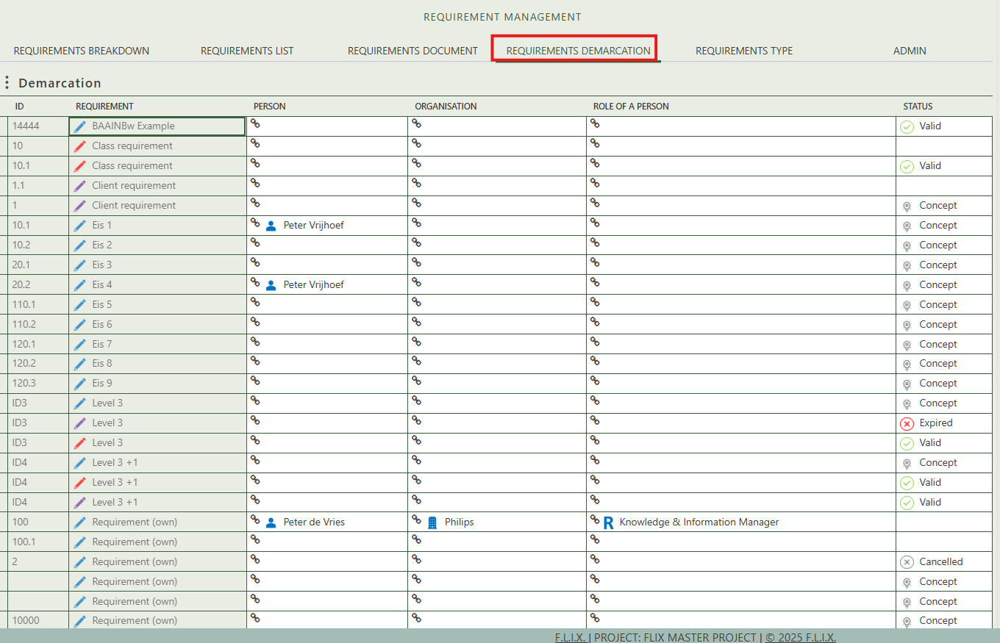 REQUIREMENT MANAGEMENT
REQUIREMENTS BREAKDOWN REQUIREMENTS LIST REQUIREMENTS DOCUMENT REQUIREMENTS DEMARCATION REQUIREMENTS TYPE ADMIN
Demarcation
ID REQUIREMENT PERSON ORGANISATION ROLE OF A PERSON STATUS
14444 BAAINBw Example Valid
10 Class requirement
10.1 Class requirement Valid
1.1 Client requirement
1 Client requirement Concept
10.1 Eis 1 Peter Vrijhoef Concept
10.2 Eis 2 Concept
20.1 Eis 3 Concept
20.2 Eis 4 Peter Vrijhoef Concept
110.1 Eis 5 Concept
110.2 Eis 6 Concept
120.1 Eis 7 Concept
120.2 Eis 8 Concept
120.3 Eis 9 Concept
ID3 Level 3 Concept
ID3 Level 3 Expired
ID3 Level 3 Valid
ID4 Level 3 +1 Concept
ID4 Level 3 +1 Valid
ID4 Level 3 +1 Valid
100 Requirement (own) Peter de Vries Philips R Knowledge & Information Manager
100.1 Requirement (own)
2 Requirement (own) Cancelled
Requirement (own) Concept
Requirement (own) Concept
10000 Requirement (own) Concept
F.L.I.X. | PROJECT: FLIX MASTER PROJECT | © 2025 F.L.I.X.